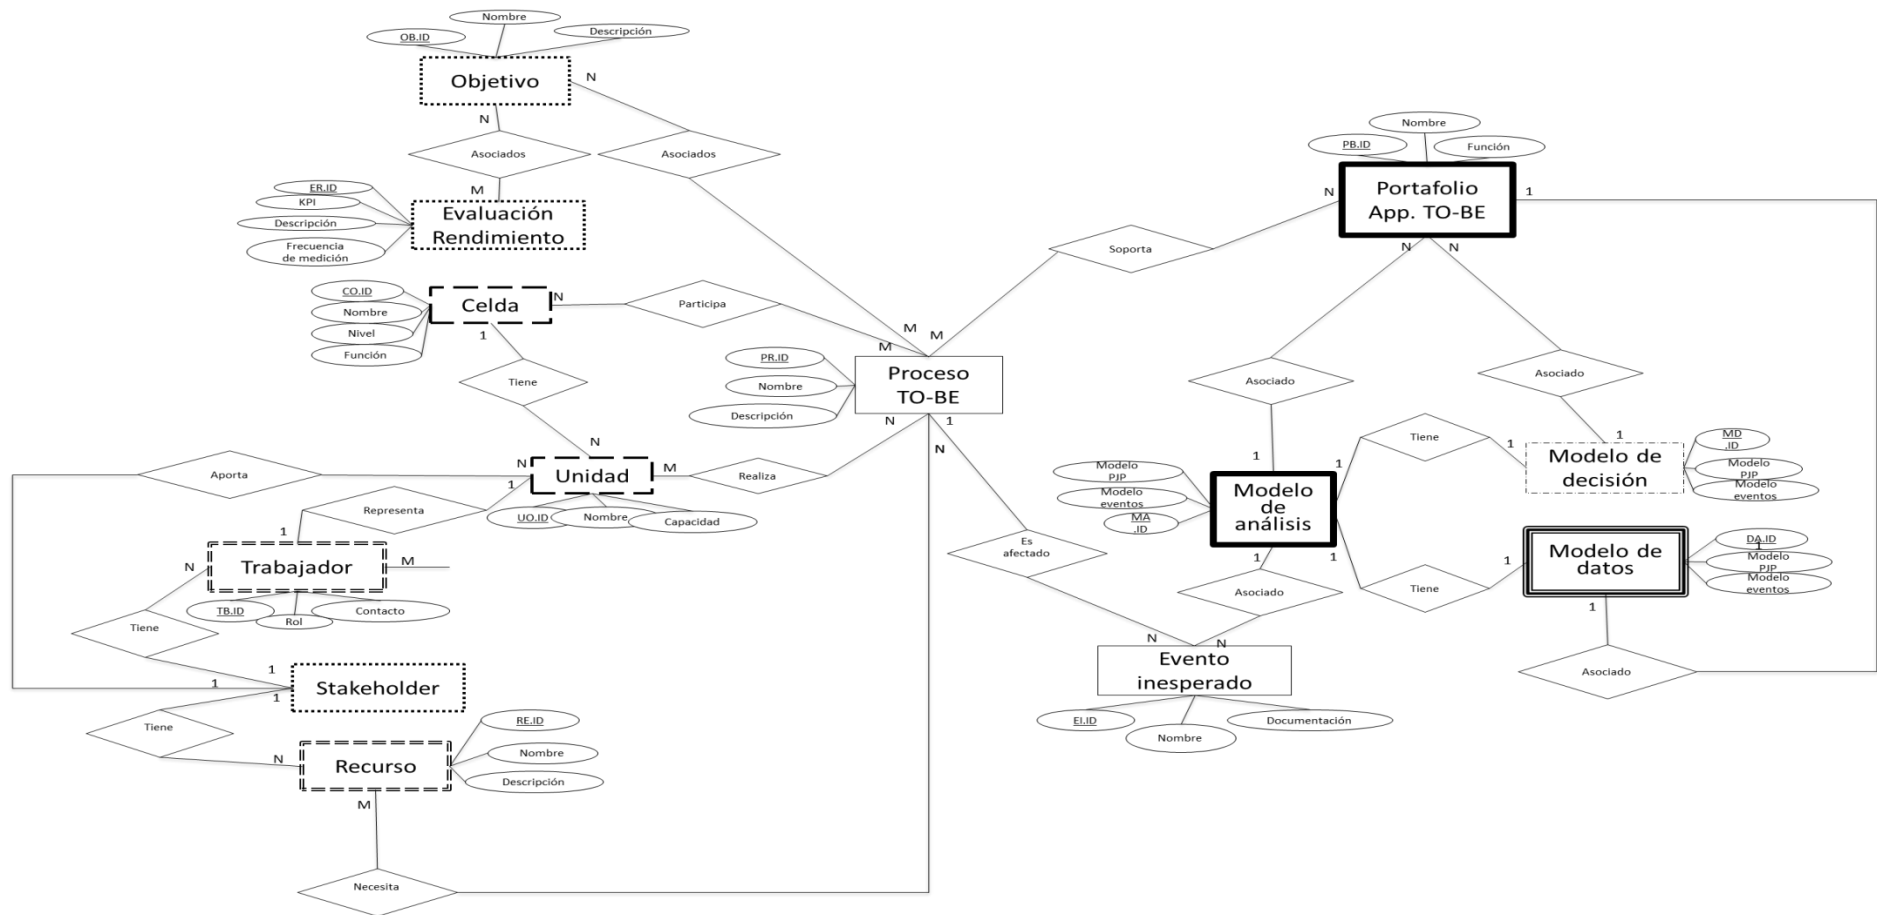 Nombre
OB.ID
Descripción
Objetivo
N
N
Asociados
Asociados
M
ER.ID
KPI
Descripción
Frecuencia
de medición
Evaluación
Rendimiento
CO.ID
Nombre
Nivel
Función
Celda
N
Participa
1
M
M
M
Tiene
N
PR.ID
Nombre
Descripción
Proceso
TO-BE
N
1
N
Soporta
N
Nombre
PB.ID
Función
Portafolio
App. TO-BE
1
N
N
Asociado
Asociado
1
1
Aporta
N
1
Unidad
M
Realiza
UO.ID
Nombre
Capacidad
Representa
1
Trabajador
N
M
TB.ID
Rol
Contacto
Tiene
1
1
1
Stakeholder
Tiene
N
Recurso
RE.ID
Nombre
Descripción
M
Necesita
Es
afectado
N
N
Evento
inesperado
EI.ID
Nombre
Documentación
Modelo
PJP
Modelo
eventos
MA
.ID
Modelo
de
análisis
1
1
1
Asociado
Tiene
1
Modelo de
decisión
MD
.ID
Modelo
PJP
Modelo
eventos
Tiene
1
Modelo de
datos
DA.ID
1
Modelo
PJP
Modelo
eventos
1
Asociado